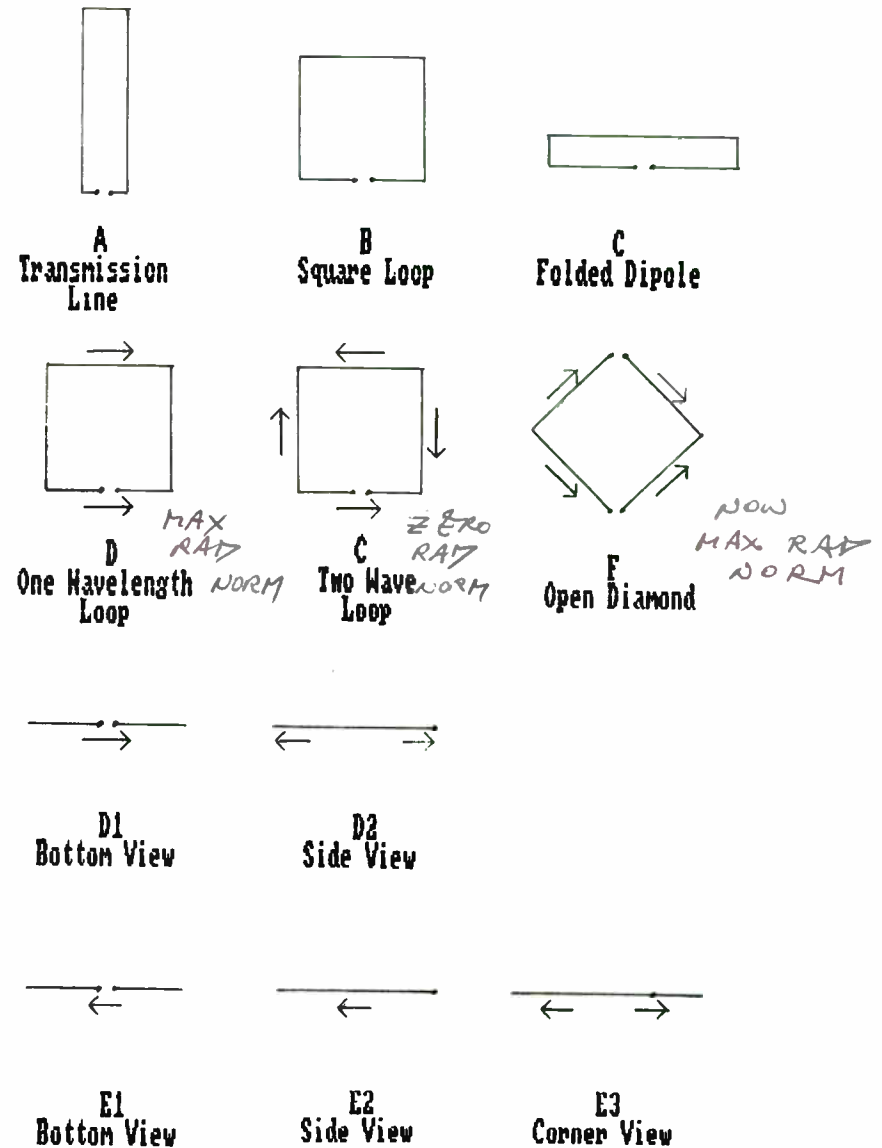 A
Transmission
Line
B
Square Loop
C
Folded Dipole
D
One Wavelength
Loop
MAX
RAD
NORM
C
Two Wave
Loop
ZERO
RAD
NORM
F
Open Diamond
NOW
MAX RAD
NORM
D1
Bottom View
D2
Side View
E1
Bottom View
E2
Side View
E3
Corner View